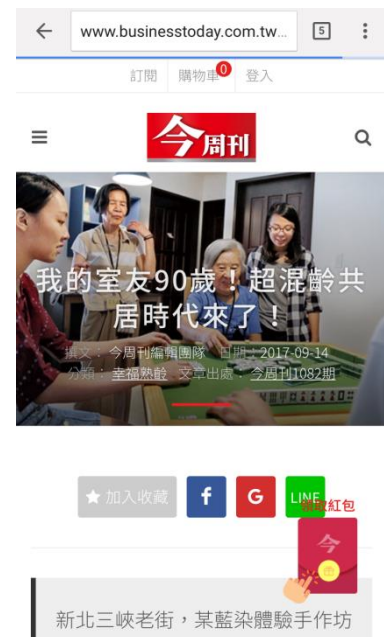 www.businesstoday.com.tw...
5
訂閱 購物車 0 登入
今周刊
我的室友90歲！超混齡共
居時代來了！
撰文： 今周刊編輯團隊 日期：2017-09-14
分類： 幸福熟齡 文章出處： 今周刊1082期
加入收藏 f G LINE
領取紅包
今
新北三峽老街，某藍染體驗手作坊